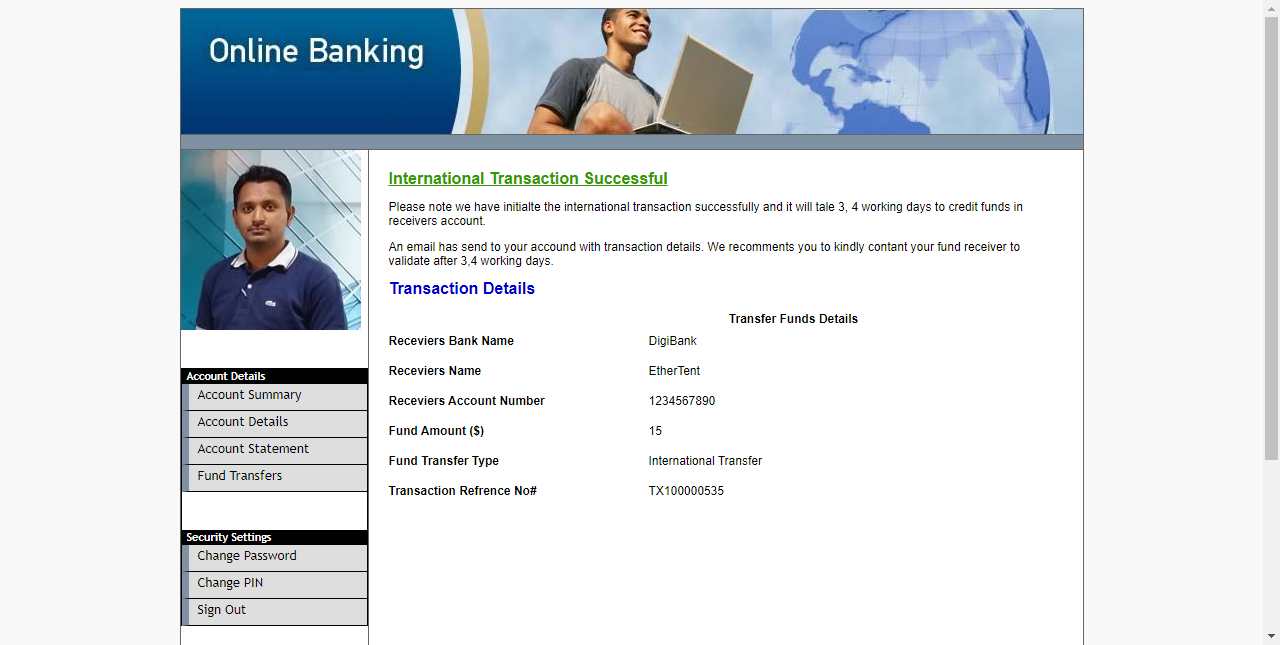 Online Banking
International Transaction Successful
Please note we have initialte the international transaction successfully and it will tale 3, 4 working days to credit funds in
receivers account.
An email has send to your accound with transaction details. We recomments you to kindly contant your fund receiver to
validate after 3,4 working days.
Transaction Details
Transfer Funds Details
Receviers Bank Name DigiBank
Receviers Name EtherTent
Receviers Account Number 1234567890
Fund Amount ($) 15
Fund Transfer Type International Transfer
Transaction Refrence No# TX100000535
Account Details
Account Summary
Account Details
Account Statement
Fund Transfers
Security Settings
Change Password
Change PIN
Sign Out